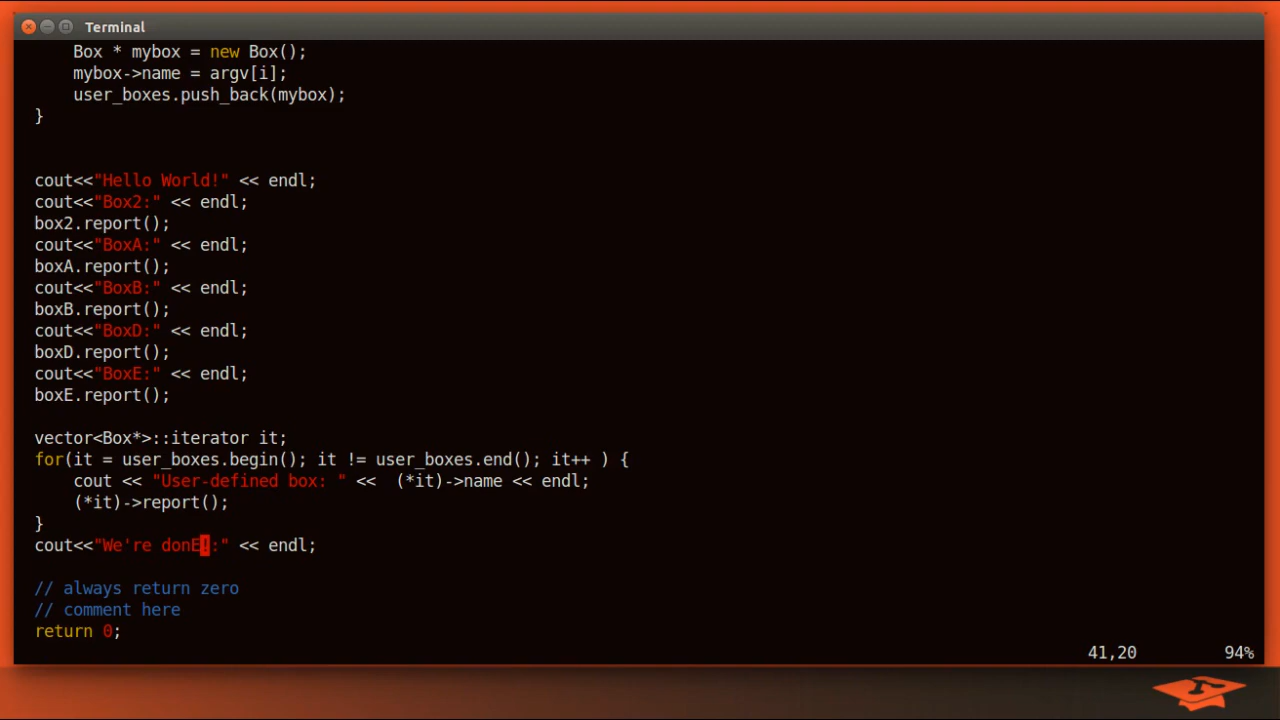 Terminal
Box * mybox = new Box();
mybox->name = argv[i];
user_boxes.push_back(mybox);
}
cout<<"Hello World!" << endl;
cout<<"Box2:" << endl;
box2.report();
cout<<"BoxA:" << endl;
boxA.report();
cout<<"BoxB:" << endl;
boxB.report();
cout<<"BoxD:" << endl;
boxD.report();
cout<<"BoxE:" << endl;
boxE.report();
vector<Box*>::iterator it;
for(it = user_boxes.begin(); it != user_boxes.end(); it++ ) {
cout << "User-defined box: " <<  (*it)->name << endl;
(*it)->report();
}
cout<<"We're donE!:" << endl;
// always return zero
// comment here
return 0;
41,20 94%